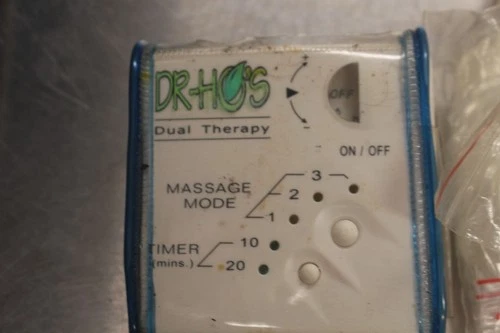 DR-HO'S
Dual Therapy
+
OFF
-
ON / OFF
MASSAGE
MODE
3
2
1
TIMER
(mins.)
10
20